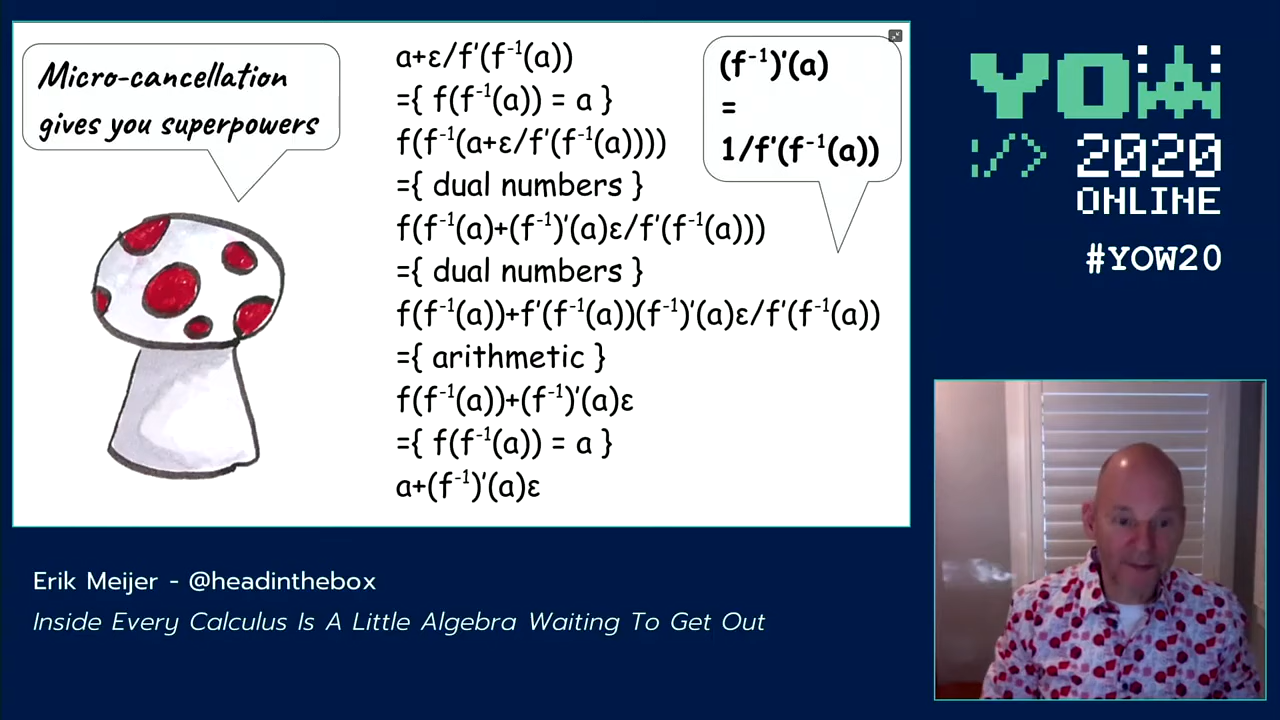 Micro-cancellation
gives you superpowers
a+ε/f'(f⁻¹(a))
={ f(f⁻¹(a)) = a }
f(f⁻¹(a+ε/f'(f⁻¹(a))))
={ dual numbers }
f(f⁻¹(a)+(f⁻¹)'(a)ε/f'(f⁻¹(a)))
={ dual numbers }
f(f⁻¹(a))+f'(f⁻¹(a))(f⁻¹)'(a)ε/f'(f⁻¹(a))
={ arithmetic }
f(f⁻¹(a))+(f⁻¹)'(a)ε
={ f(f⁻¹(a)) = a }
a+(f⁻¹)'(a)ε
(f⁻¹)'(a)
=
1/f'(f⁻¹(a))
YOW
:/> 2020
ONLINE
#YOW20
Erik Meijer - @headinthebox
Inside Every Calculus Is A Little Algebra Waiting To Get Out